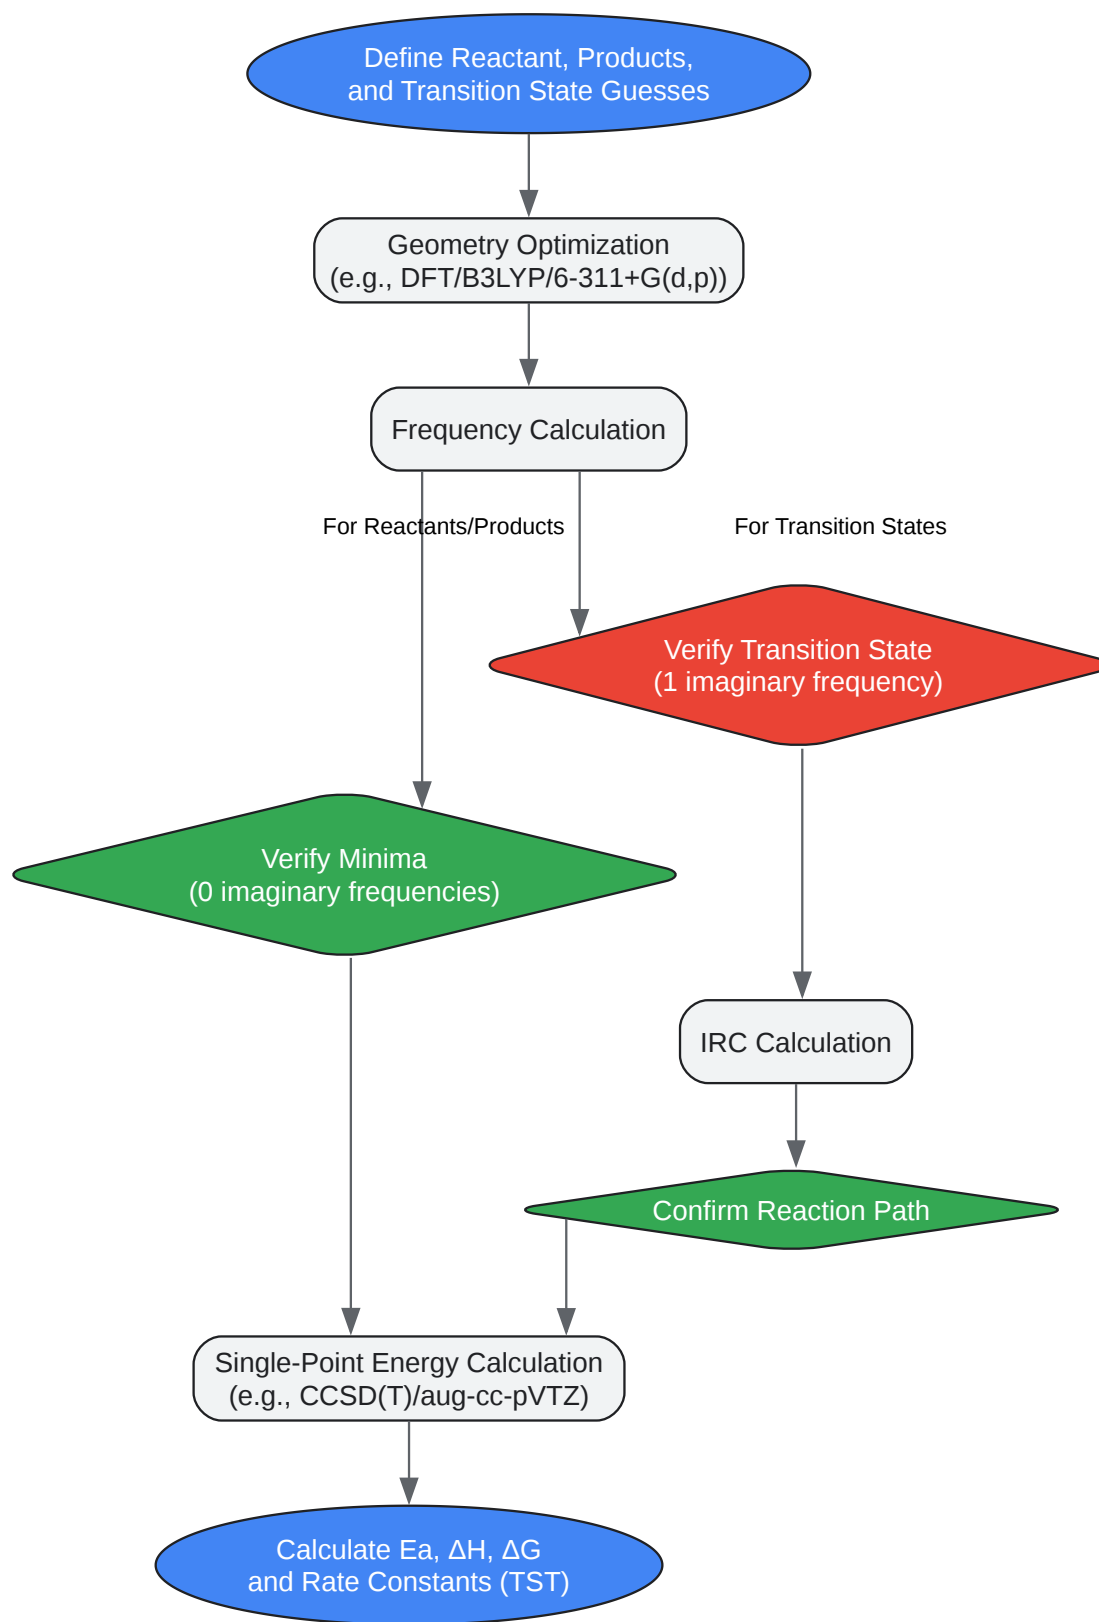 Define Reactant, Products,
and Transition State Guesses
Geometry Optimization
(e.g., DFT/B3LYP/6-311+G(d,p))
Frequency Calculation
For Reactants/Products
For Transition States
Verify Transition State
(1 imaginary frequency)
Verify Minima
(0 imaginary frequencies)
IRC Calculation
Confirm Reaction Path
Single-Point Energy Calculation
(e.g., CCSD(T)/aug-cc-pVTZ)
Calculate Ea, ΔH, ΔG
and Rate Constants (TST)